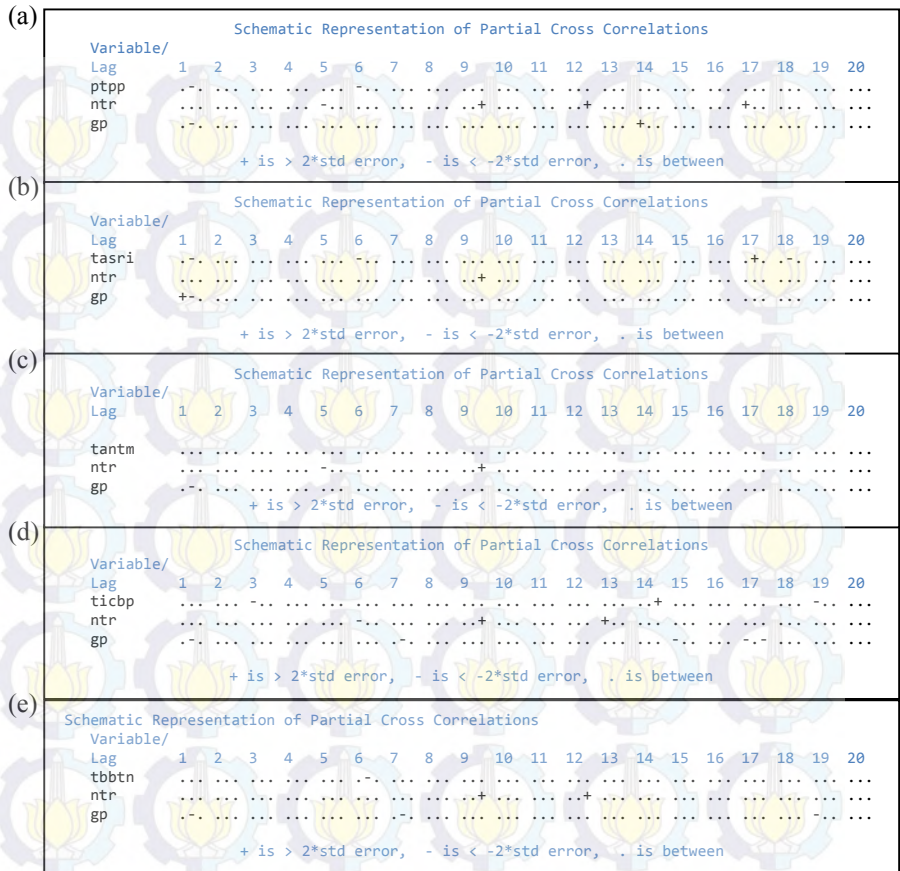 (a)
Schematic Representation of Partial Cross Correlations
Variable/
Lag 1 2 3 4 5 6 7 8 9 10 11 12 13 14 15 16 17 18 19 20
ptpp .-. ... ... ... ... -.. ... ... ... ... ... ... ... ... ... ... ... ... ... ...
ntr ... ... ... ... -.. ... ... ... ..+ ... ... ..+ ... ... ... ... +.. ... ... ...
gp .-. ... ... ... ... ... ... ... ... ... ... ... ... +.. ... ... ... ... ... ...
+ is > 2*std error, - is < -2*std error, . is between
(b)
Schematic Representation of Partial Cross Correlations
Variable/
Lag 1 2 3 4 5 6 7 8 9 10 11 12 13 14 15 16 17 18 19 20
tasri .-. ... ... ... ... -.. ... ... ... ... ... ... ... ... ... ... .+. .-. ... ...
ntr ... ... ... ... ... ... ... ... ..+ ... ... ... ... ... ... ... ... ... ... ...
gp +-. ... ... ... ... ... ... ... ... ... ... ... ... ... ... ... ... ... ... ...
+ is > 2*std error, - is < -2*std error, . is between
(c)
Schematic Representation of Partial Cross Correlations
Variable/
Lag 1 2 3 4 5 6 7 8 9 10 11 12 13 14 15 16 17 18 19 20
tantm ... ... ... ... ... ... ... ... ... ... ... ... ... ... ... ... ... ... ... ...
ntr ... ... ... ... -.. ... ... ... ..+ ... ... ... ... ... ... ... ... ... ... ...
gp .-. ... ... ... ... ... ... ... ... ... ... ... ... ... ... ... ... ... ... ...
+ is > 2*std error, - is < -2*std error, . is between
(d)
Schematic Representation of Partial Cross Correlations
Variable/
Lag 1 2 3 4 5 6 7 8 9 10 11 12 13 14 15 16 17 18 19 20
ticbp ... ... -.. ... ... ... ... ... ... ... ... ... ... ..+ ... ... ... ... -.. ...
ntr ... ... ... ... ... -.. ... ... ..+ ... ... ... +.. ... ... ... ... ... ... ...
gp .-. ... ... ... ... ... .-. ... ... ... ... ... ... ... -.. ... -.- ... ... ...
+ is > 2*std error, - is < -2*std error, . is between
(e)
Schematic Representation of Partial Cross Correlations
Variable/
Lag 1 2 3 4 5 6 7 8 9 10 11 12 13 14 15 16 17 18 19 20
tbbtn ... ... ... ... ... .-. ... ... ... ... ... ... ... ... ... ... ... ... ... ...
ntr ... ... ... ... ... ... ... ... ..+ ... ... ..+ ... ... ... ... ... ... ... ...
gp .-. ... ... ... ... ... .-. ... ... ... ... ... ... ... ... ... ... ... -.. ...
+ is > 2*std error, - is < -2*std error, . is between